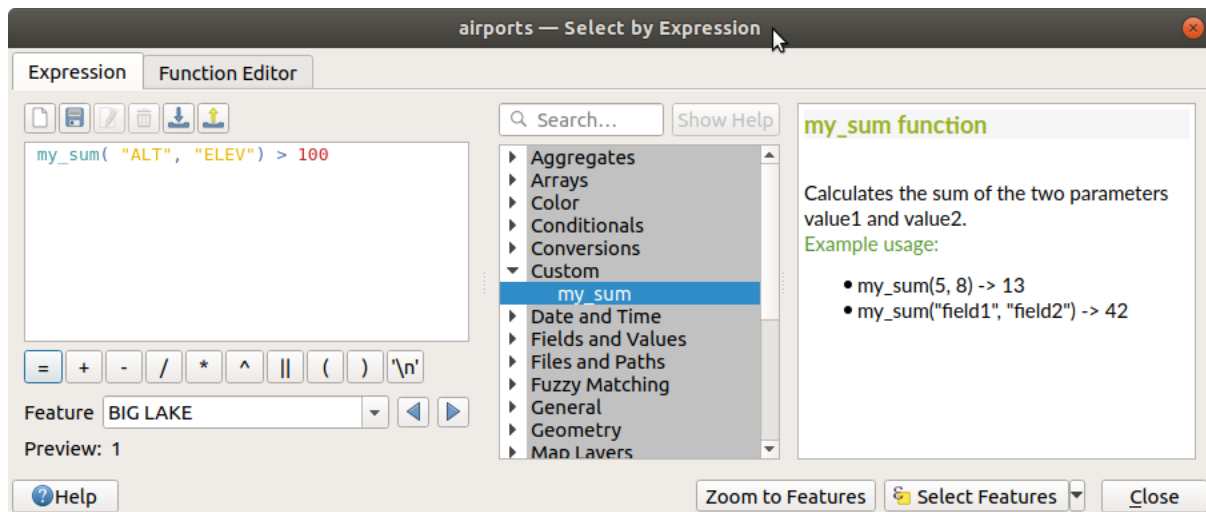 airports — Select by Expression
Expression
Function Editor
my_sum( "ALT", "ELEV") > 100
= + - / * ^ || ( ) '\n'
Feature BIG LAKE
Preview: 1
Search...
Show Help
Aggregates
Arrays
Color
Conditionals
Conversions
Custom
my_sum
Date and Time
Fields and Values
Files and Paths
Fuzzy Matching
General
Geometry
Map Layers
my_sum function
Calculates the sum of the two parameters
value1 and value2.
Example usage:
my_sum(5, 8) -> 13
my_sum("field1", "field2") -> 42
Help
Zoom to Features
Select Features
Close